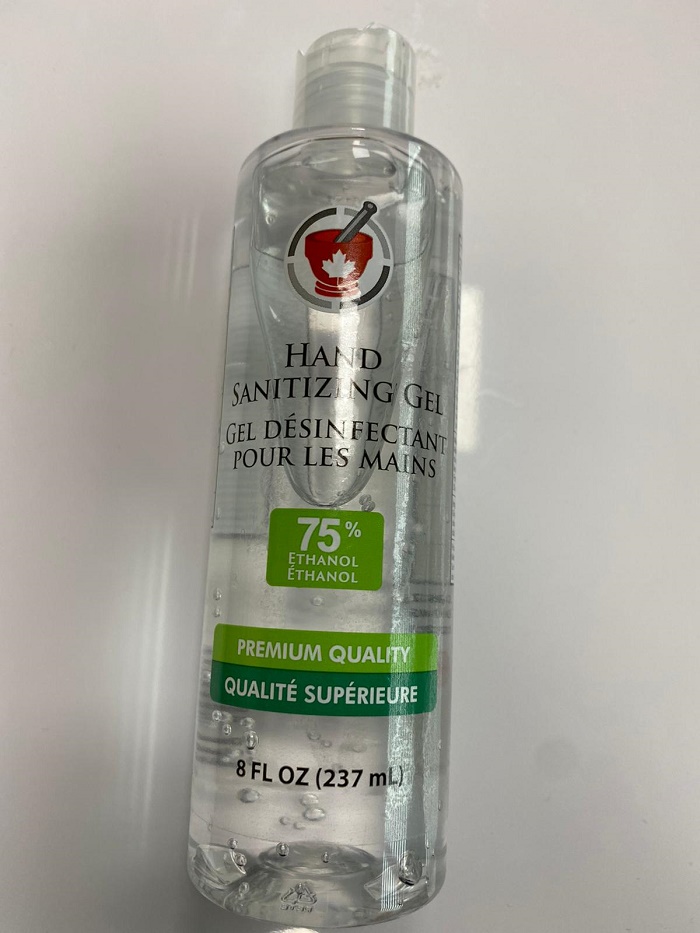 HAND
SANITIZING GEL
GEL DÉSINFECTANT
POUR LES MAINS
75%
ETHANOL
ÉTHANOL
PREMIUM QUALITY
QUALITÉ SUPÉRIEURE
8 FL OZ (237 mL)